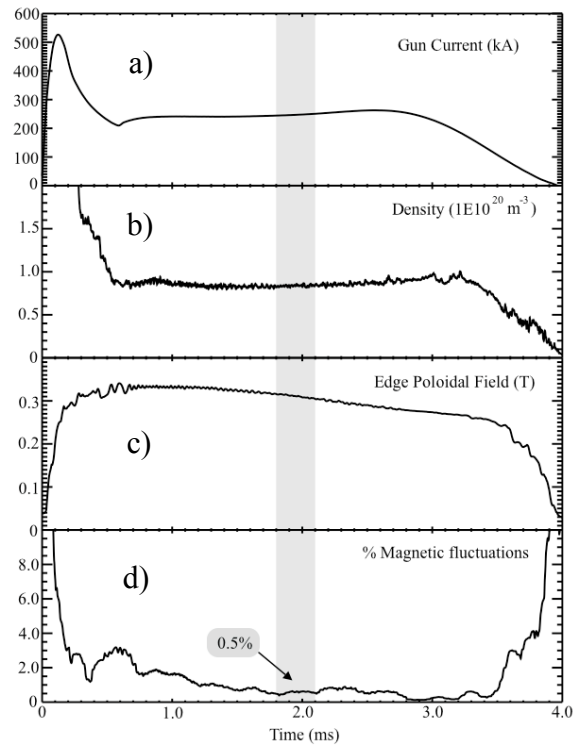 600
Gun Current (kA)
500
a)
400
300
200
100
0
Density (1E10²⁰ m⁻³)
1.5
b)
1.0
0.5
0
Edge Poloidal Field (T)
0.3
0.2
c)
0.1
0
% Magnetic fluctuations
8.0
d)
6.0
4.0
0.5%
2.0
0
0 1.0 2.0 3.0 4.0
Time (ms)